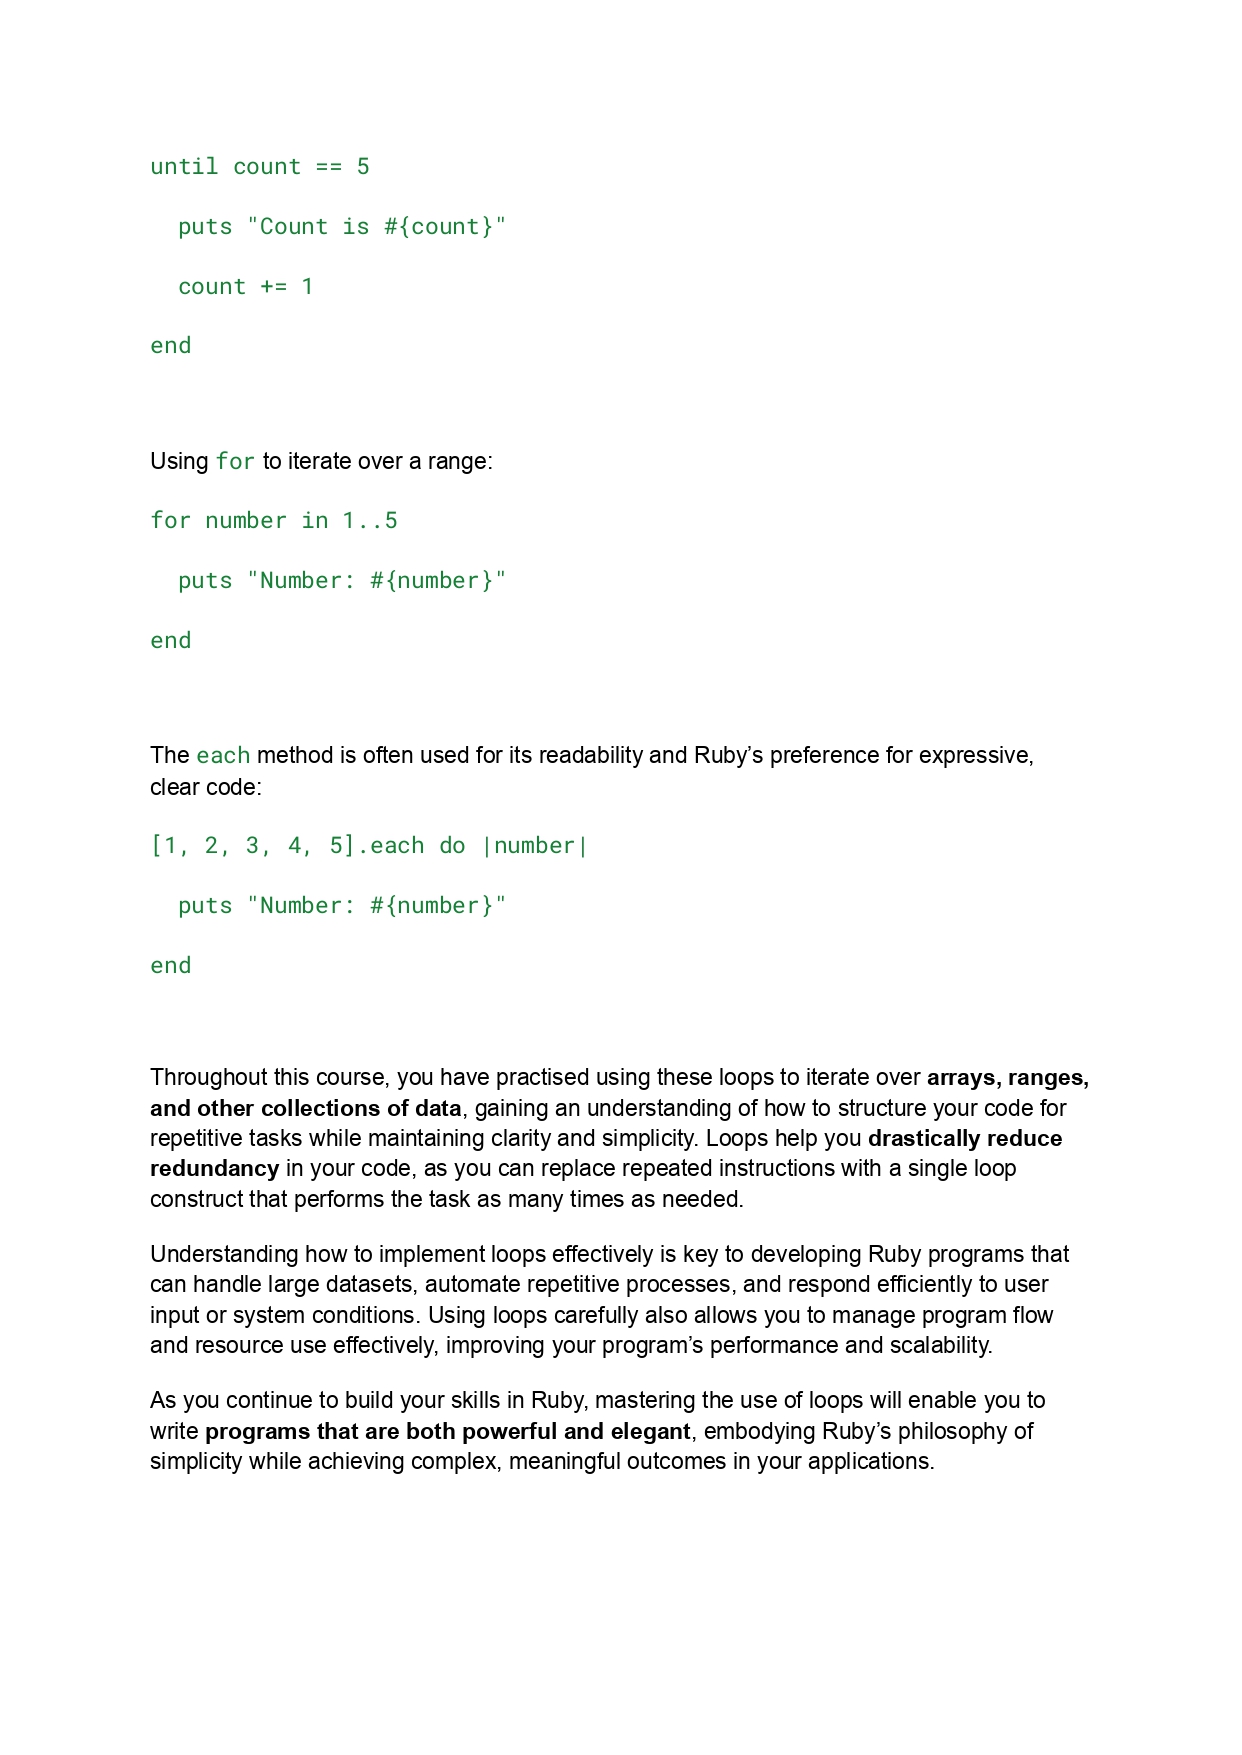 until count == 5
  puts "Count is #{count}"
  count += 1
end
Using for to iterate over a range:
for number in 1..5
  puts "Number: #{number}"
end
The each method is often used for its readability and Ruby’s preference for expressive,
clear code:
[1, 2, 3, 4, 5].each do |number|
  puts "Number: #{number}"
end
Throughout this course, you have practised using these loops to iterate over arrays, ranges,
and other collections of data, gaining an understanding of how to structure your code for
repetitive tasks while maintaining clarity and simplicity. Loops help you drastically reduce
redundancy in your code, as you can replace repeated instructions with a single loop
construct that performs the task as many times as needed.
Understanding how to implement loops effectively is key to developing Ruby programs that
can handle large datasets, automate repetitive processes, and respond efficiently to user
input or system conditions. Using loops carefully also allows you to manage program flow
and resource use effectively, improving your program’s performance and scalability.
As you continue to build your skills in Ruby, mastering the use of loops will enable you to
write programs that are both powerful and elegant, embodying Ruby’s philosophy of
simplicity while achieving complex, meaningful outcomes in your applications.